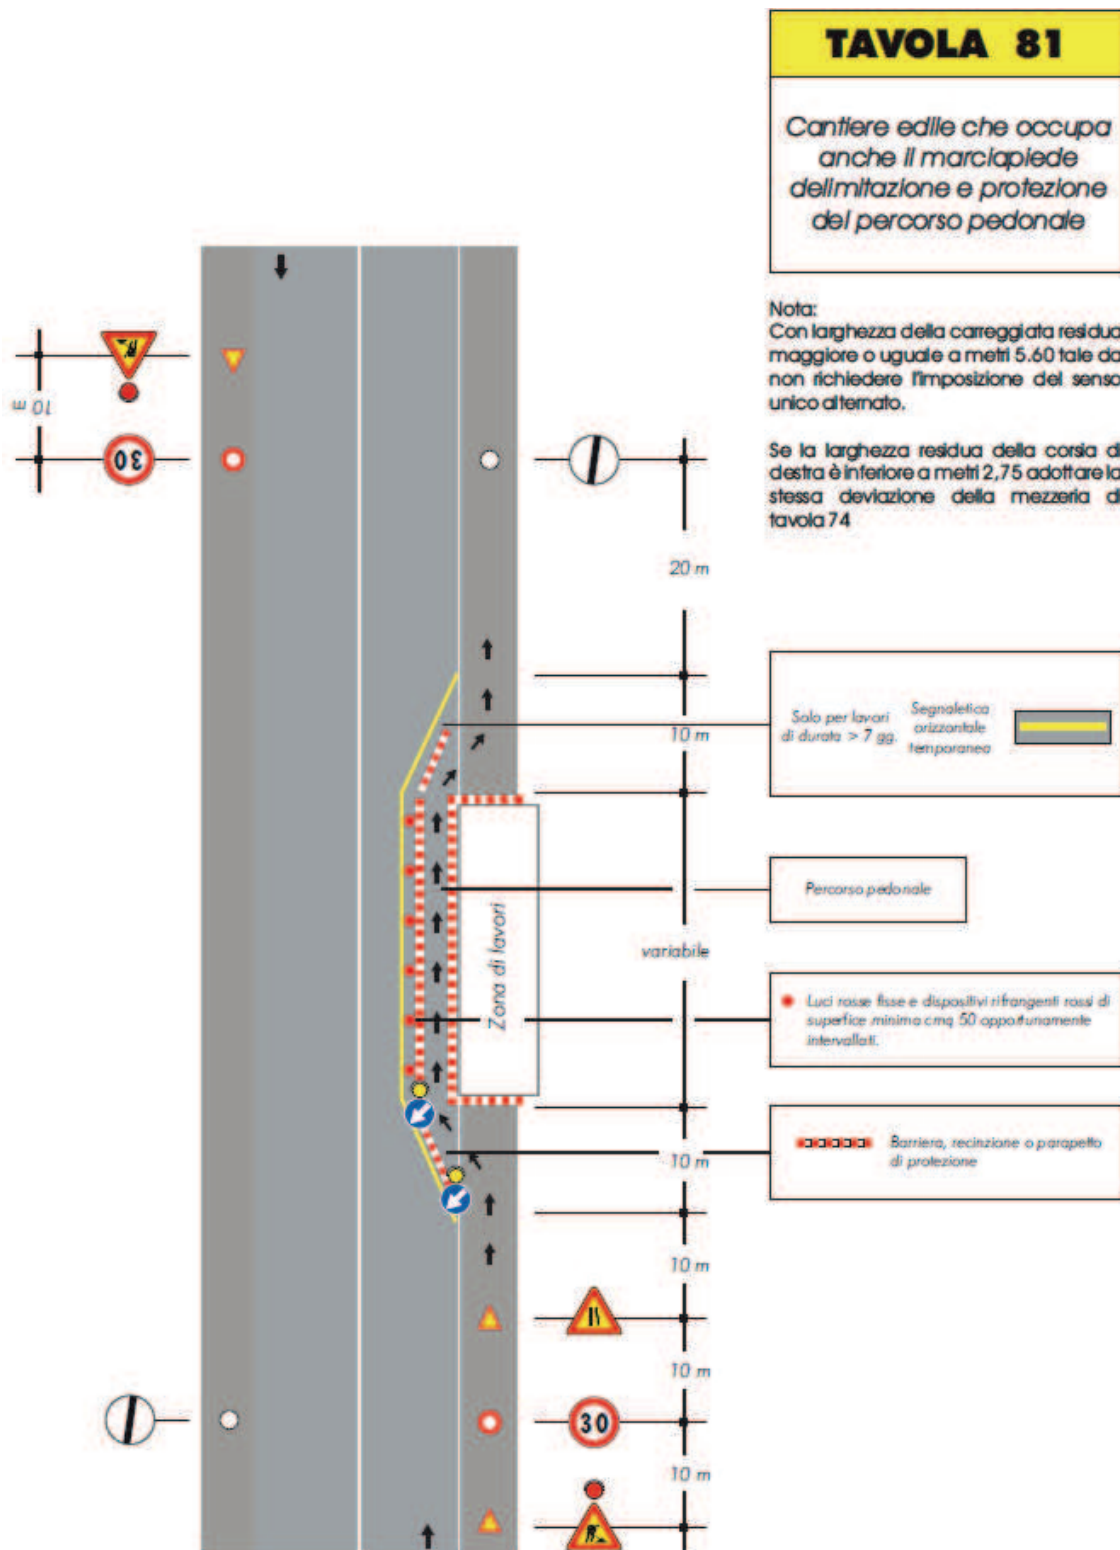 TAVOLA 81
Cantiere edile che occupa
anche il marciapiede
delimitazione e protezione
del percorso pedonale
Nota:
Con larghezza della carreggiata residua
maggiore o uguale a metri 5.60 tale da
non richiedere l'imposizione del senso
unico alternato.
Se la larghezza residua della corsia di
destra è inferiore a metri 2,75 adottare la
stessa deviazione della mezzeria di
tavola 74
10 m
30
20 m
10 m
Solo per lavori
di durata > 7 gg.
Segnaletica
orizzontale
temporanea
Percorso pedonale
Zona di lavori
variabile
Luci rosse fisse e dispositivi rifrangenti rossi di
superfice minima cmq 50 opportunamente
intervallati.
Barriera, recinzione o parapetto
di protezione
10 m
10 m
10 m
30
10 m